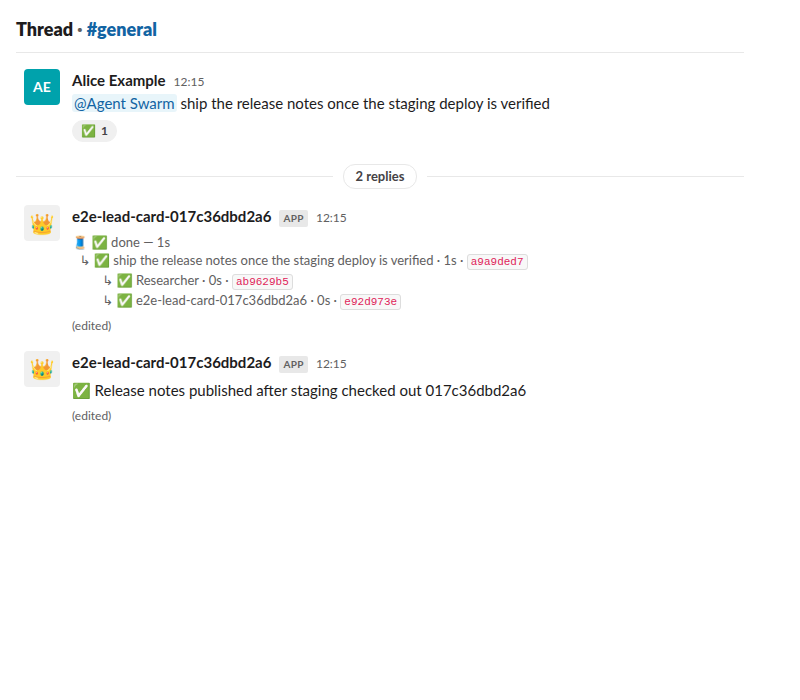 Thread • #general
AE
Alice Example 12:15
@Agent Swarm ship the release notes once the staging deploy is verified
✅ 1
2 replies
e2e-lead-card-017c36dbd2a6 APP 12:15
🧵 ✅ done — 1s
↳ ✅ ship the release notes once the staging deploy is verified · 1s · a9a9ded7
↳ ✅ Researcher · 0s · ab9629b5
↳ ✅ e2e-lead-card-017c36dbd2a6 · 0s · e92d973e
(edited)
e2e-lead-card-017c36dbd2a6 APP 12:15
✅ Release notes published after staging checked out 017c36dbd2a6
(edited)